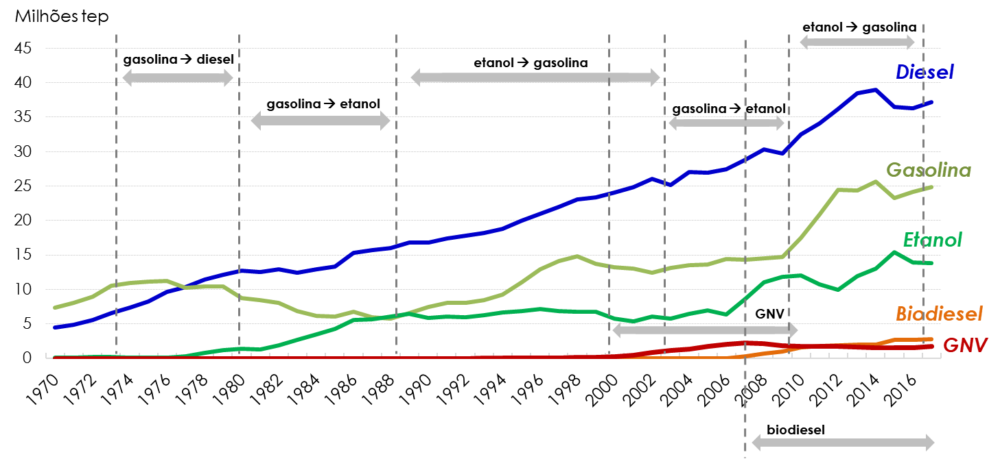 Milhões tep
etanol → gasolina
45
gasolina → diesel
etanol → gasolina
Diesel
40
gasolina → etanol
gasolina → etanol
35
30
Gasolina
25
20
15
Etanol
10
GNV
Biodiesel
5
GNV
0
1970
1972
1974
1976
1978
1980
1982
1984
1986
1988
1990
1992
1994
1996
1998
2000
2002
2004
2006
2008
2010
2012
2014
2016
biodiesel